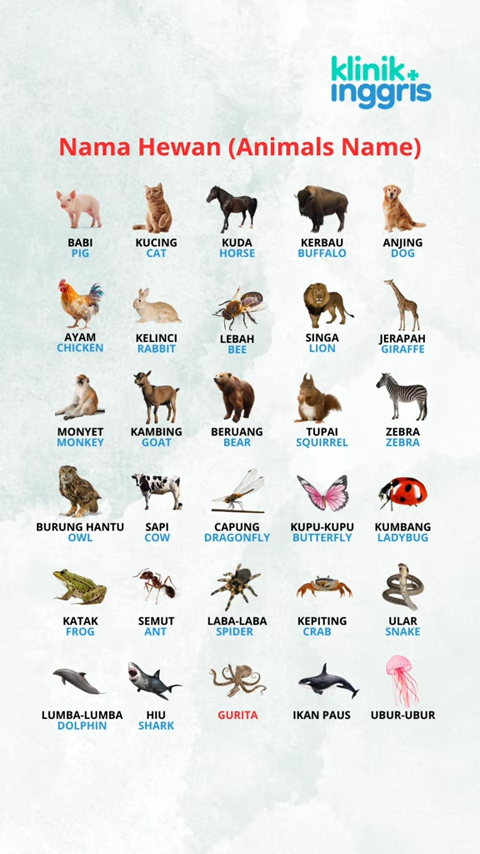 klinik
inggris
Nama Hewan (Animals Name)
BABI
PIG
KUCING
CAT
KUDA
HORSE
KERBAU
BUFFALO
ANJING
DOG
AYAM
CHICKEN
KELINCI
RABBIT
LEBAH
BEE
SINGA
LION
JERAPAH
GIRAFFE
MONYET
MONKEY
KAMBING
GOAT
BERUANG
BEAR
TUPAI
SQUIRREL
ZEBRA
ZEBRA
BURUNG HANTU
OWL
SAPI
COW
CAPUNG
DRAGONFLY
KUPU-KUPU
BUTTERFLY
KUMBANG
LADYBUG
KATAK
FROG
SEMUT
ANT
LABA-LABA
SPIDER
KEPITING
CRAB
ULAR
SNAKE
LUMBA-LUMBA
DOLPHIN
HIU
SHARK
GURITA
IKAN PAUS
UBUR-UBUR